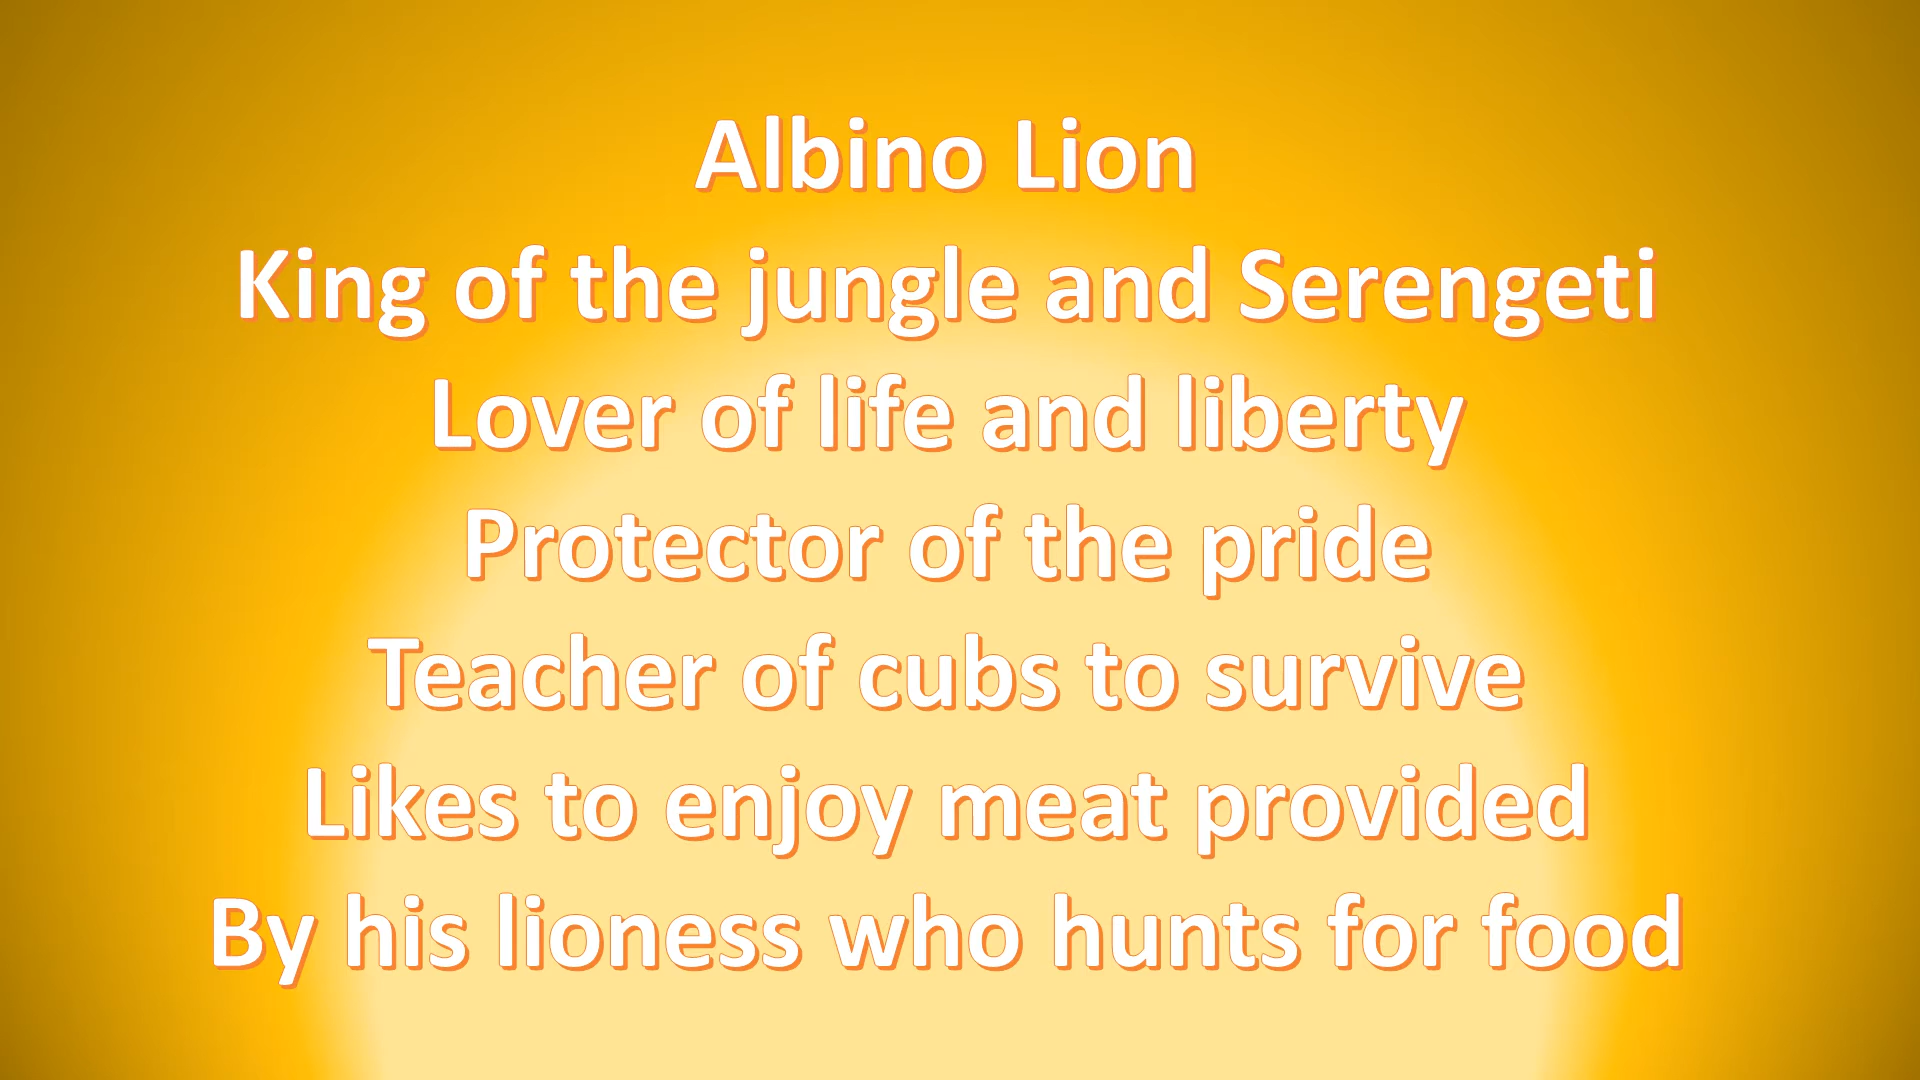 Albino Lion
King of the jungle and Serengeti
Lover of life and liberty
Protector of the pride
Teacher of cubs to survive
Likes to enjoy meat provided
By his lioness who hunts for food